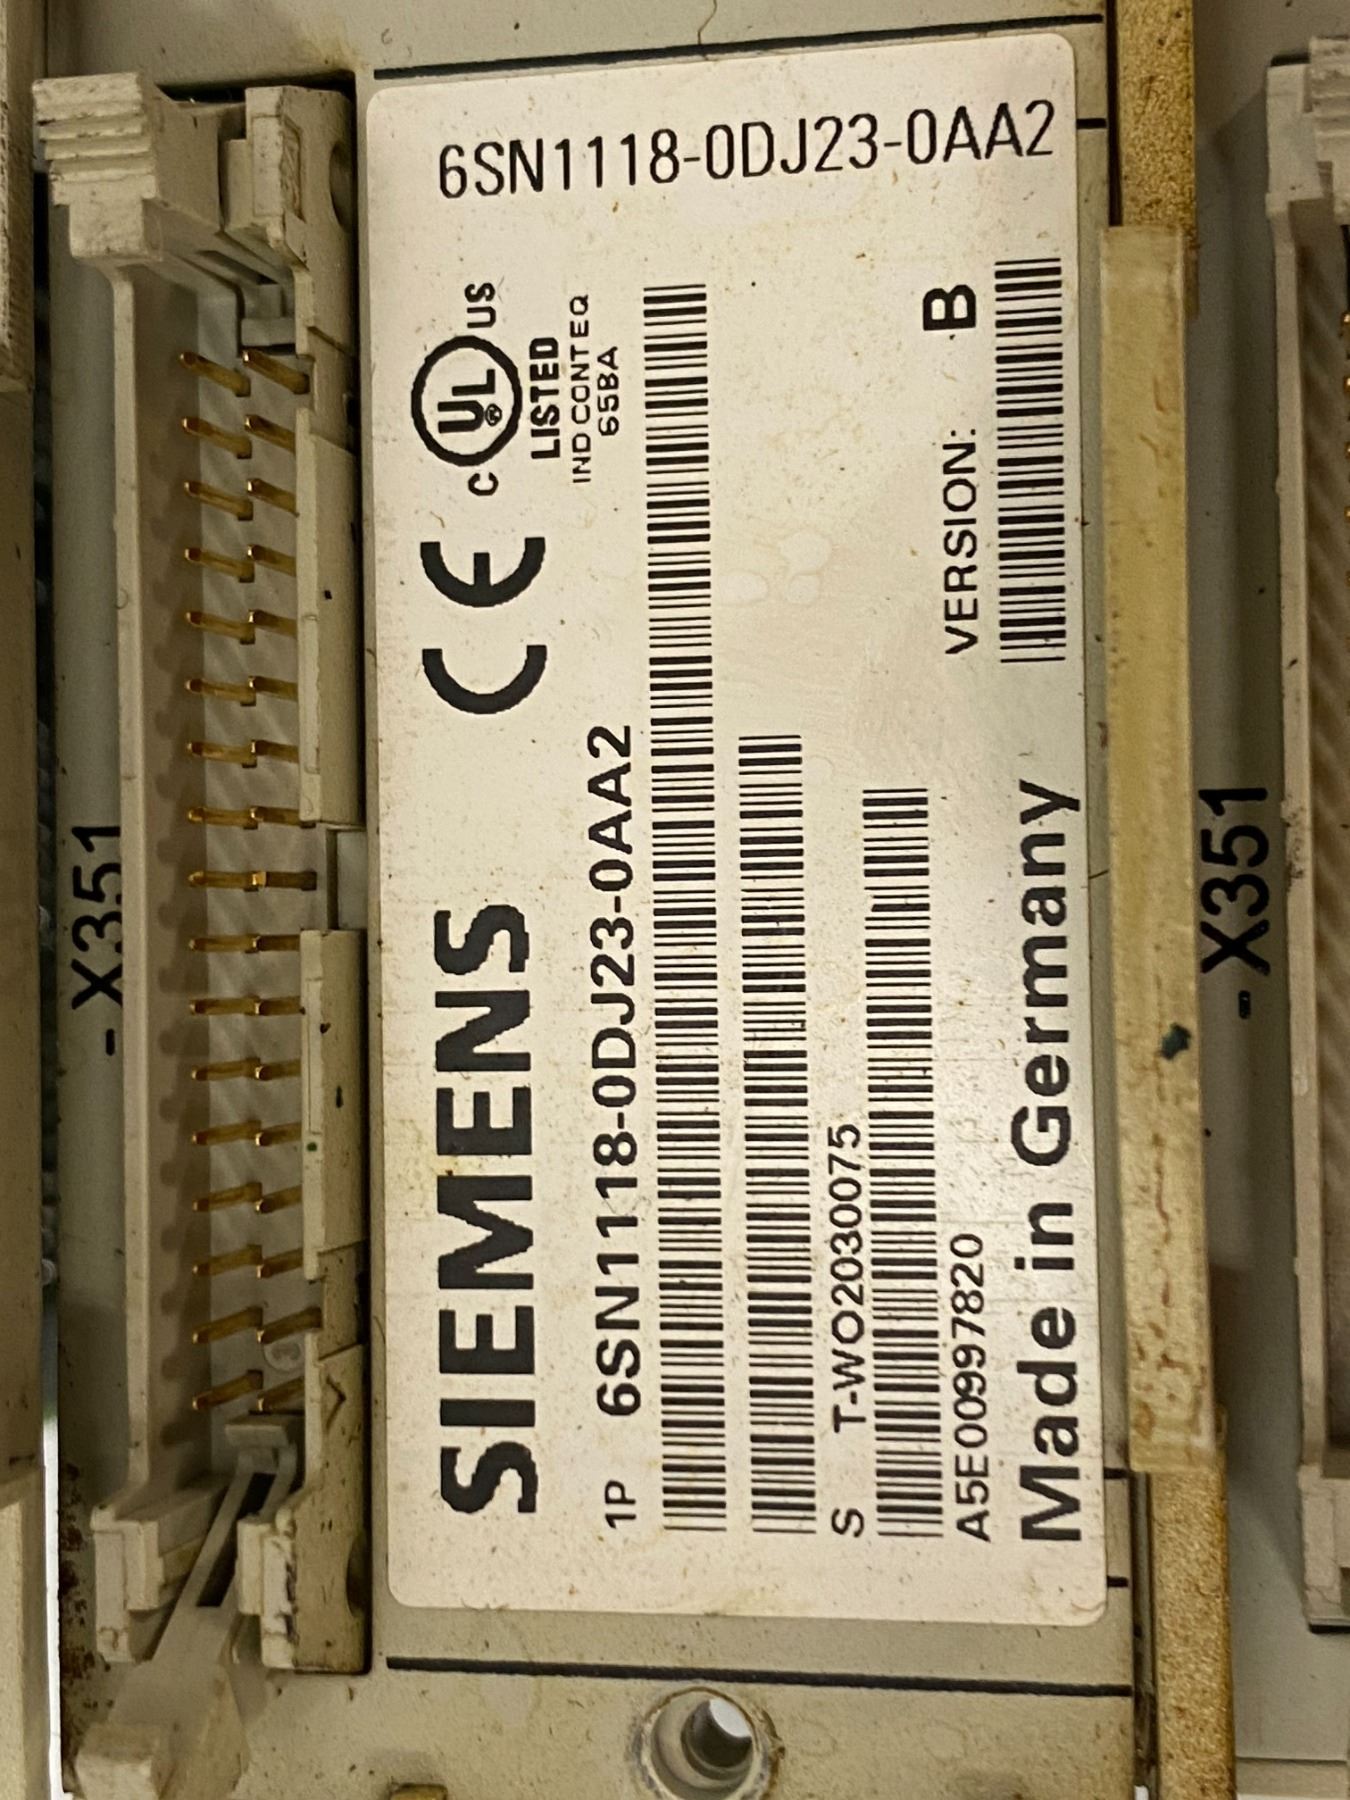 6SN1118-0DJ23-0AA2
SIEMENS CE C UL US
LISTED
IND CONT EQ
65BA
1P 6SN1118-0DJ23-0AA2
S T-WO2030075
A5E00997820
VERSION: B
Made in Germany
-X351
-X351